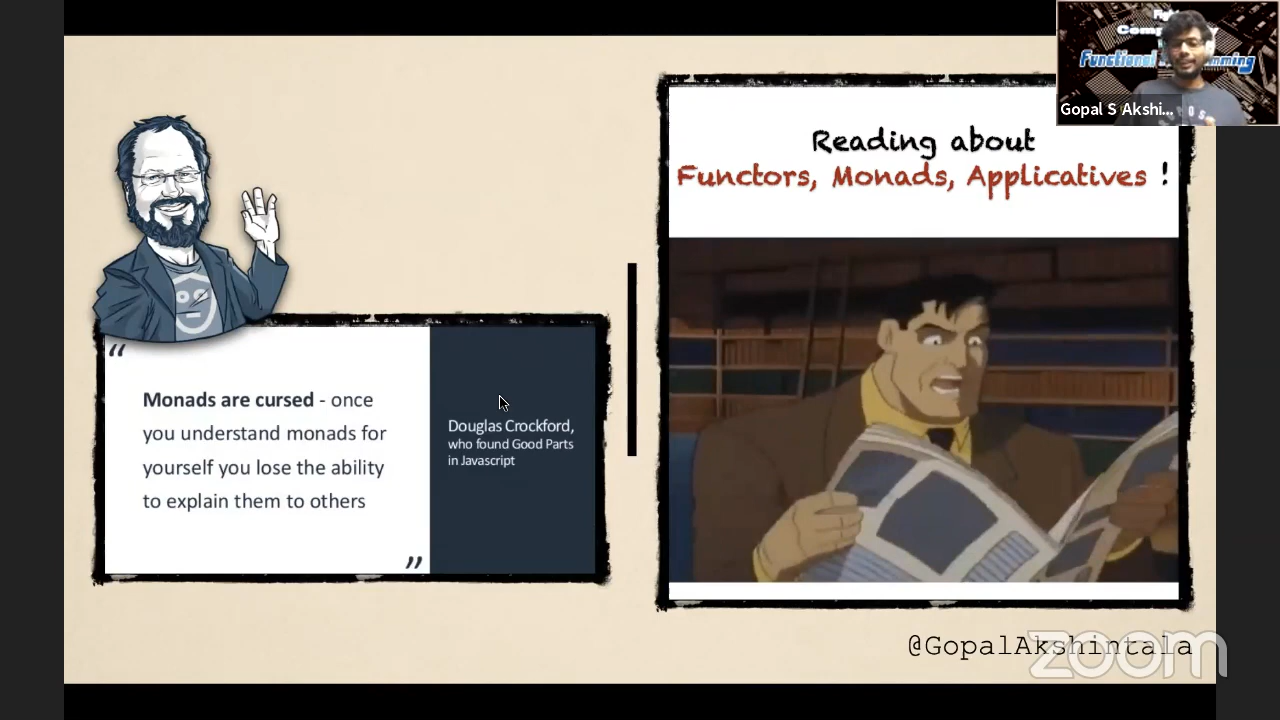 Reading about
Functors, Monads, Applicatives !
“
Monads are cursed - once
you understand monads for
yourself you lose the ability
to explain them to others
”
Douglas Crockford,
who found Good Parts
in Javascript
Functional
Gopal S Akshi...
@GopalAkshintala
zoom